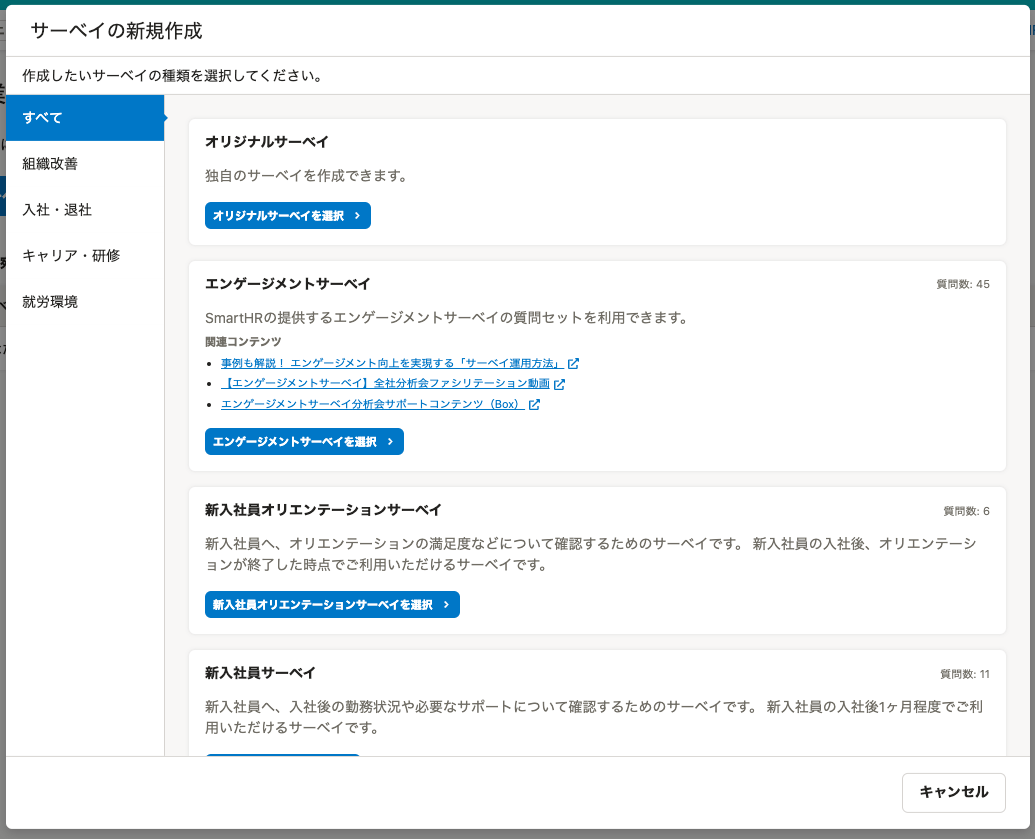 サーベイの新規作成
作成したいサーベイの種類を選択してください。
すべて
組織改善
入社・退社
キャリア・研修
就労環境
オリジナルサーベイ
独自のサーベイを作成できます。
オリジナルサーベイを選択
エンゲージメントサーベイ
質問数: 45
SmartHRの提供するエンゲージメントサーベイの質問セットを利用できます。
関連コンテンツ
事例も解説！ エンゲージメント向上を実現する「サーベイ運用方法」
【エンゲージメントサーベイ】全社分析会ファシリテーション動画
エンゲージメントサーベイ分析会サポートコンテンツ（Box）
エンゲージメントサーベイを選択
新入社員オリエンテーションサーベイ
質問数: 6
新入社員へ、オリエンテーションの満足度などについて確認するためのサーベイです。 新入社員の入社後、オリエンテーシ
ョンが終了した時点でご利用いただけるサーベイです。
新入社員オリエンテーションサーベイを選択
新入社員サーベイ
質問数: 11
新入社員へ、入社後の勤務状況や必要なサポートについて確認するためのサーベイです。 新入社員の入社後1ヶ月程度でご利
用いただけるサーベイです。
キャンセル